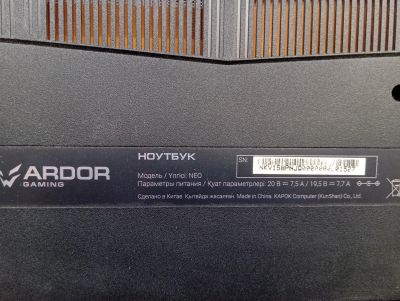 ARDOR
GAMING
НОУТБУК
Модель / Үлгісі: NEO
Параметры питания / Қуат параметрлері: 20 В ⎓ 7,5 А / 19,5 В ⎓ 7,7 А
Сделано в Китае. Қытайда жасалған. Made in China. KAPOK Computer (KunShan) Co., Ltd.
SN: